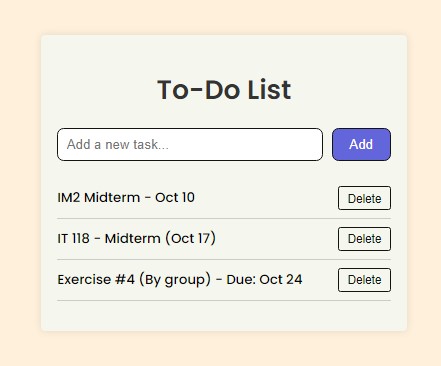 To-Do List
Add a new task...
Add
IM2 Midterm - Oct 10
Delete
IT 118 - Midterm (Oct 17)
Delete
Exercise #4 (By group) - Due: Oct 24
Delete